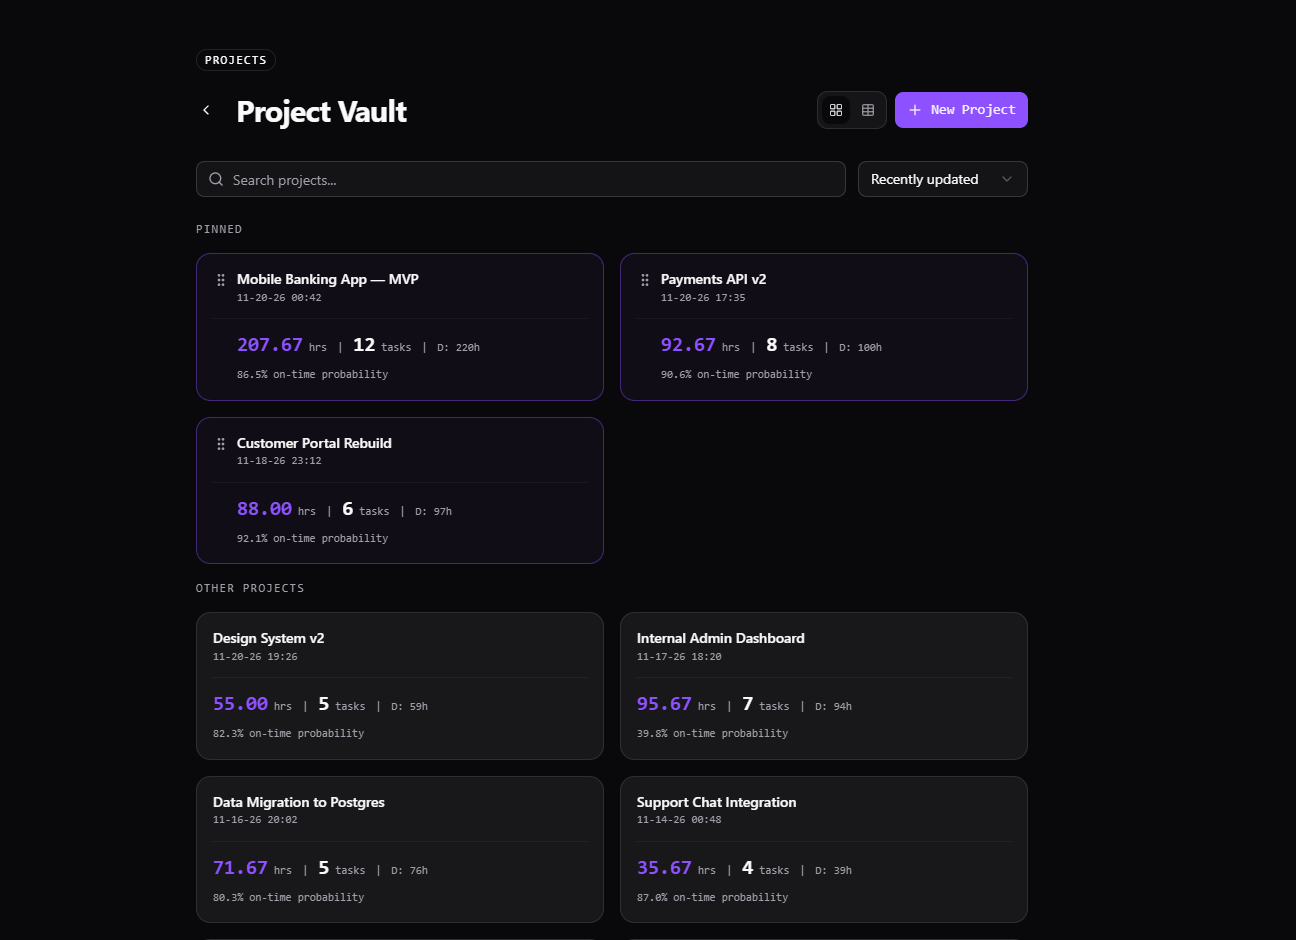 PROJECTS
Project Vault
+ New Project
Search projects...
Recently updated
PINNED
Mobile Banking App — MVP
11-20-26 00:42
207.67 hrs | 12 tasks | D: 220h
86.5% on-time probability
Payments API v2
11-20-26 17:35
92.67 hrs | 8 tasks | D: 100h
90.6% on-time probability
Customer Portal Rebuild
11-18-26 23:12
88.00 hrs | 6 tasks | D: 97h
92.1% on-time probability
OTHER PROJECTS
Design System v2
11-20-26 19:26
55.00 hrs | 5 tasks | D: 59h
82.3% on-time probability
Internal Admin Dashboard
11-17-26 18:20
95.67 hrs | 7 tasks | D: 94h
39.8% on-time probability
Data Migration to Postgres
11-16-26 20:02
71.67 hrs | 5 tasks | D: 76h
80.3% on-time probability
Support Chat Integration
11-14-26 00:48
35.67 hrs | 4 tasks | D: 39h
87.0% on-time probability